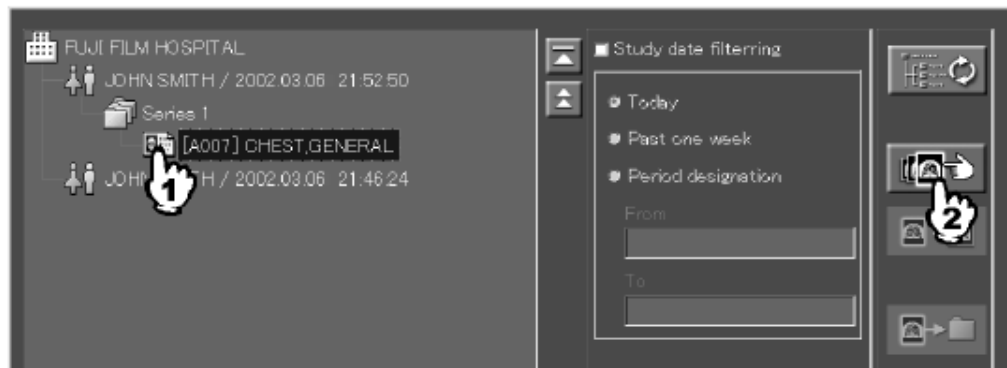 FUJI FILM HOSPITAL
JOHN SMITH / 2002.03.06 21:52:50
Series 1
[A007] CHEST,GENERAL
1
JOHN H / 2002.03.06 21:46:24
Study date filterring
Today
Past one week
Period designation
From
To
2